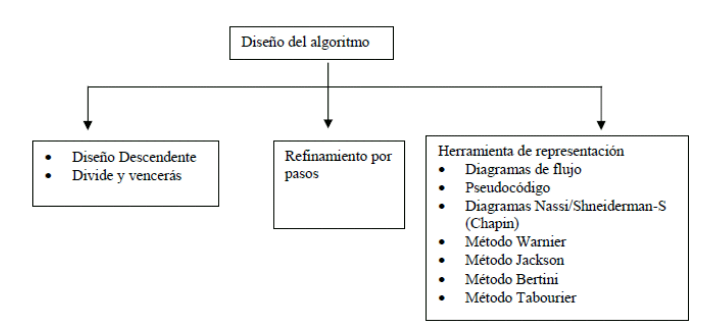 Diseño del algoritmo
• Diseño Descendente
• Divide y vencerás
Refinamiento por
pasos
Herramienta de representación
• Diagramas de flujo
• Pseudocódigo
• Diagramas Nassi/Shneiderman-S
(Chapin)
• Método Warnier
• Método Jackson
• Método Bertini
• Método Tabourier